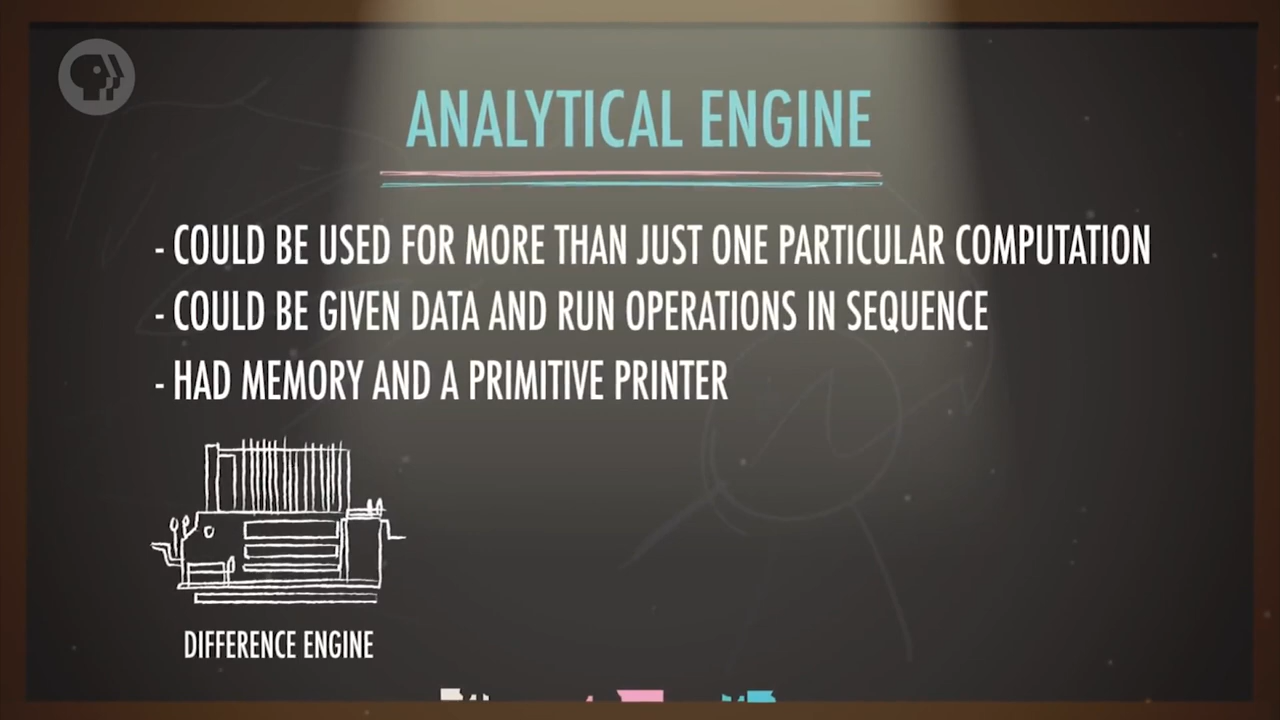 ANALYTICAL ENGINE
- COULD BE USED FOR MORE THAN JUST ONE PARTICULAR COMPUTATION
- COULD BE GIVEN DATA AND RUN OPERATIONS IN SEQUENCE
- HAD MEMORY AND A PRIMITIVE PRINTER
DIFFERENCE ENGINE